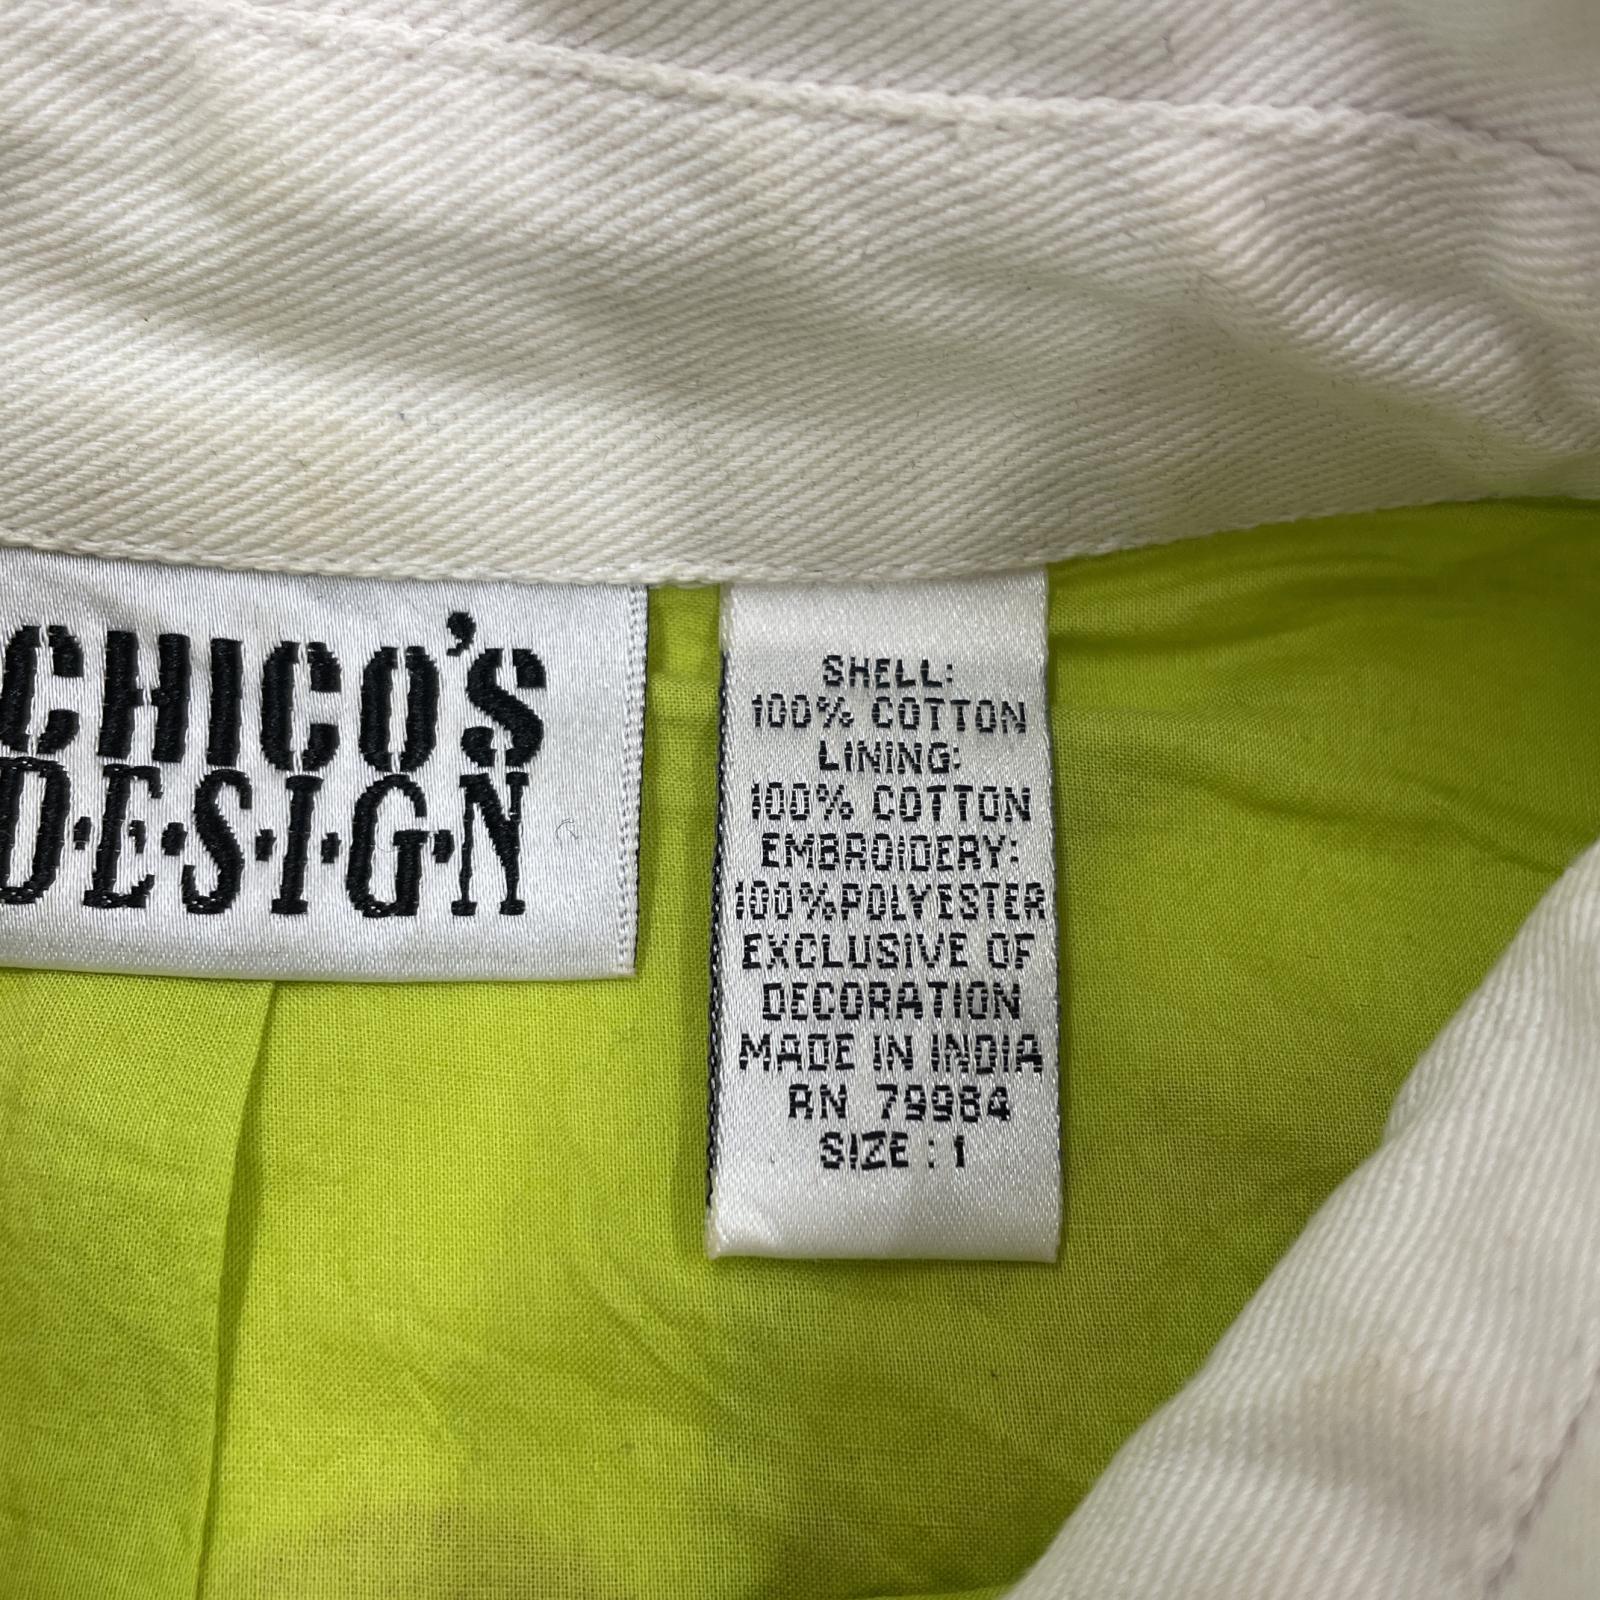 CHICO'S
D·E·S·I·G·N
SHELL:
100% COTTON
LINING:
100% COTTON
EMBROIDERY:
100%POLYESTER
EXCLUSIVE OF
DECORATION
MADE IN INDIA
RN 79984
SIZE : 1